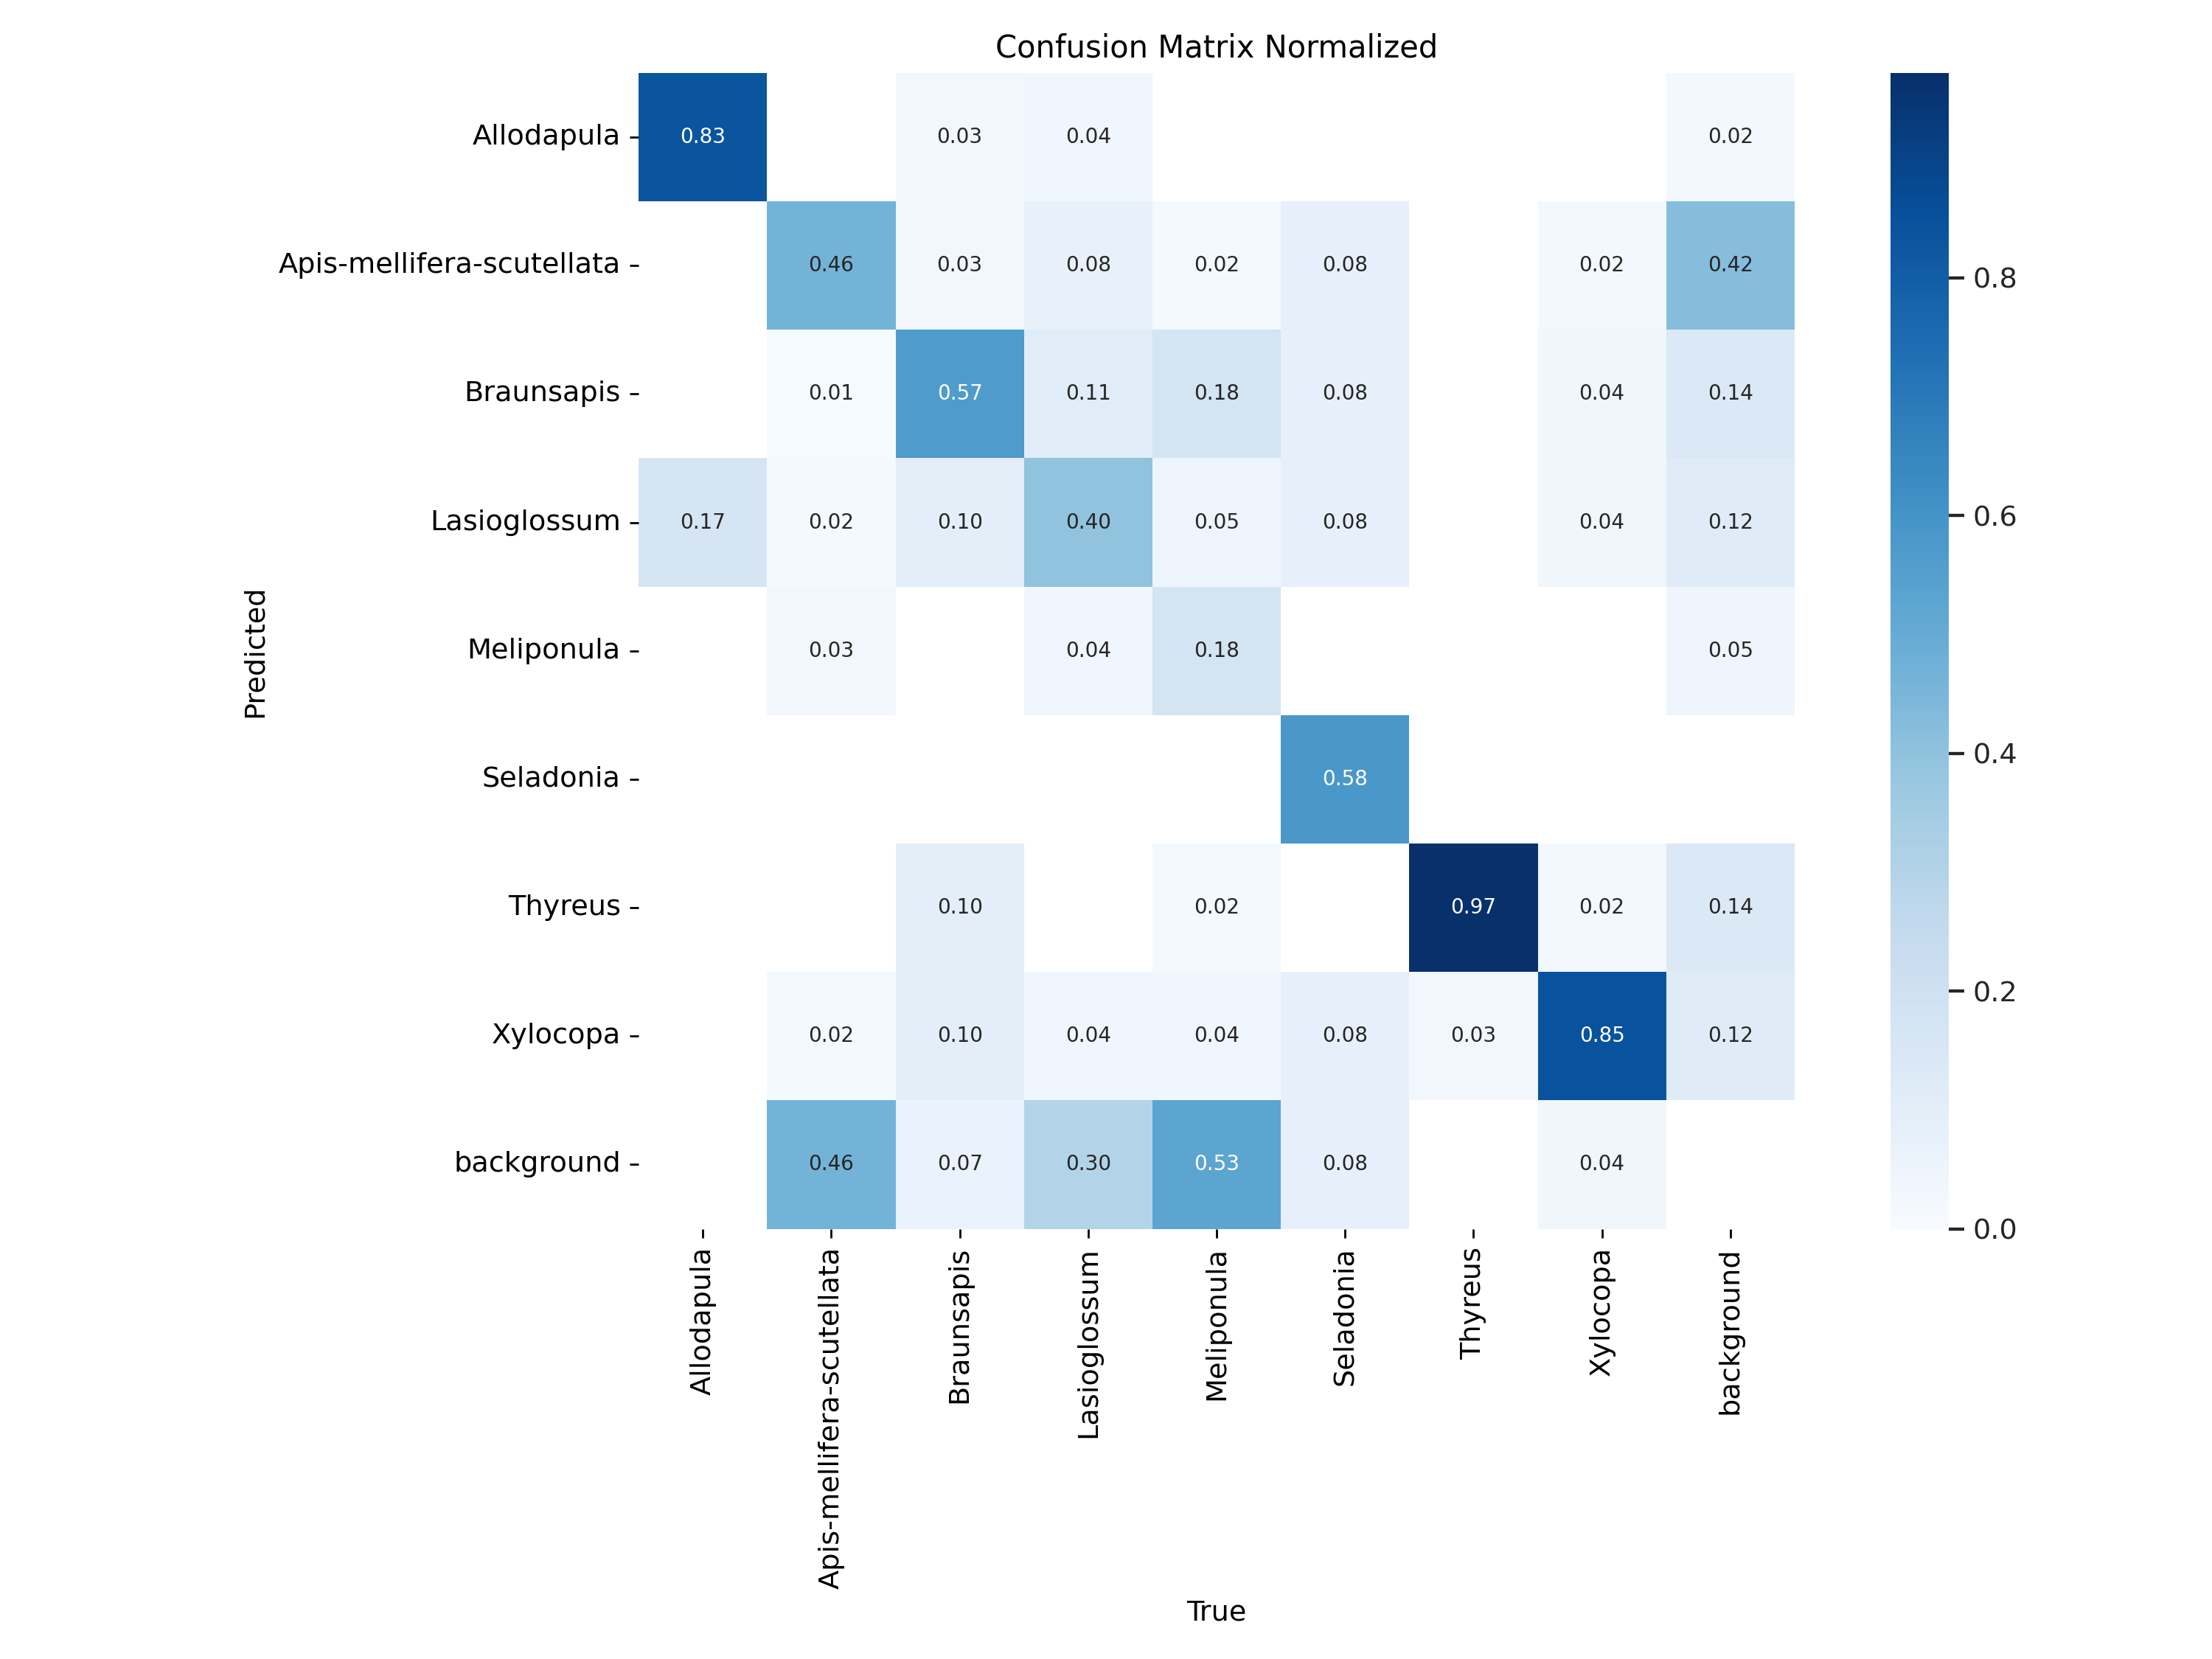 Confusion Matrix Normalized
Allodapula 0.83 0.03 0.04 0.02
Apis-mellifera-scutellata 0.46 0.03 0.08 0.02 0.08 0.02 0.42
Braunsapis 0.01 0.57 0.11 0.18 0.08 0.04 0.14
Lasioglossum 0.17 0.02 0.10 0.40 0.05 0.08 0.04 0.12
Meliponula 0.03 0.04 0.18 0.05
Seladonia 0.58
Thyreus 0.10 0.02 0.97 0.02 0.14
Xylocopa 0.02 0.10 0.04 0.04 0.08 0.03 0.85 0.12
background 0.46 0.07 0.30 0.53 0.08 0.04
Predicted
Allodapula
Apis-mellifera-scutellata
Braunsapis
Lasioglossum
Meliponula
Seladonia
Thyreus
Xylocopa
background
True
0.8
0.6
0.4
0.2
0.0